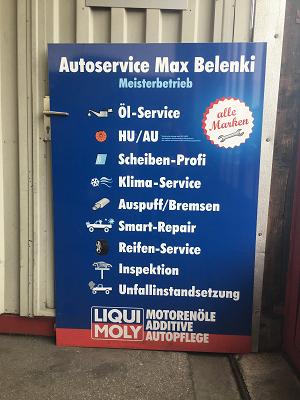 Autoservice Max Belenki
Meisterbetrieb
alle
Marken
Öl-Service
HU/AU
Scheiben-Profi
Klima-Service
Auspuff/Bremsen
Smart-Repair
Reifen-Service
Inspektion
Unfallinstandsetzung
LIQUI
MOLY
MOTORENÖLE
ADDITIVE
AUTOPFLEGE